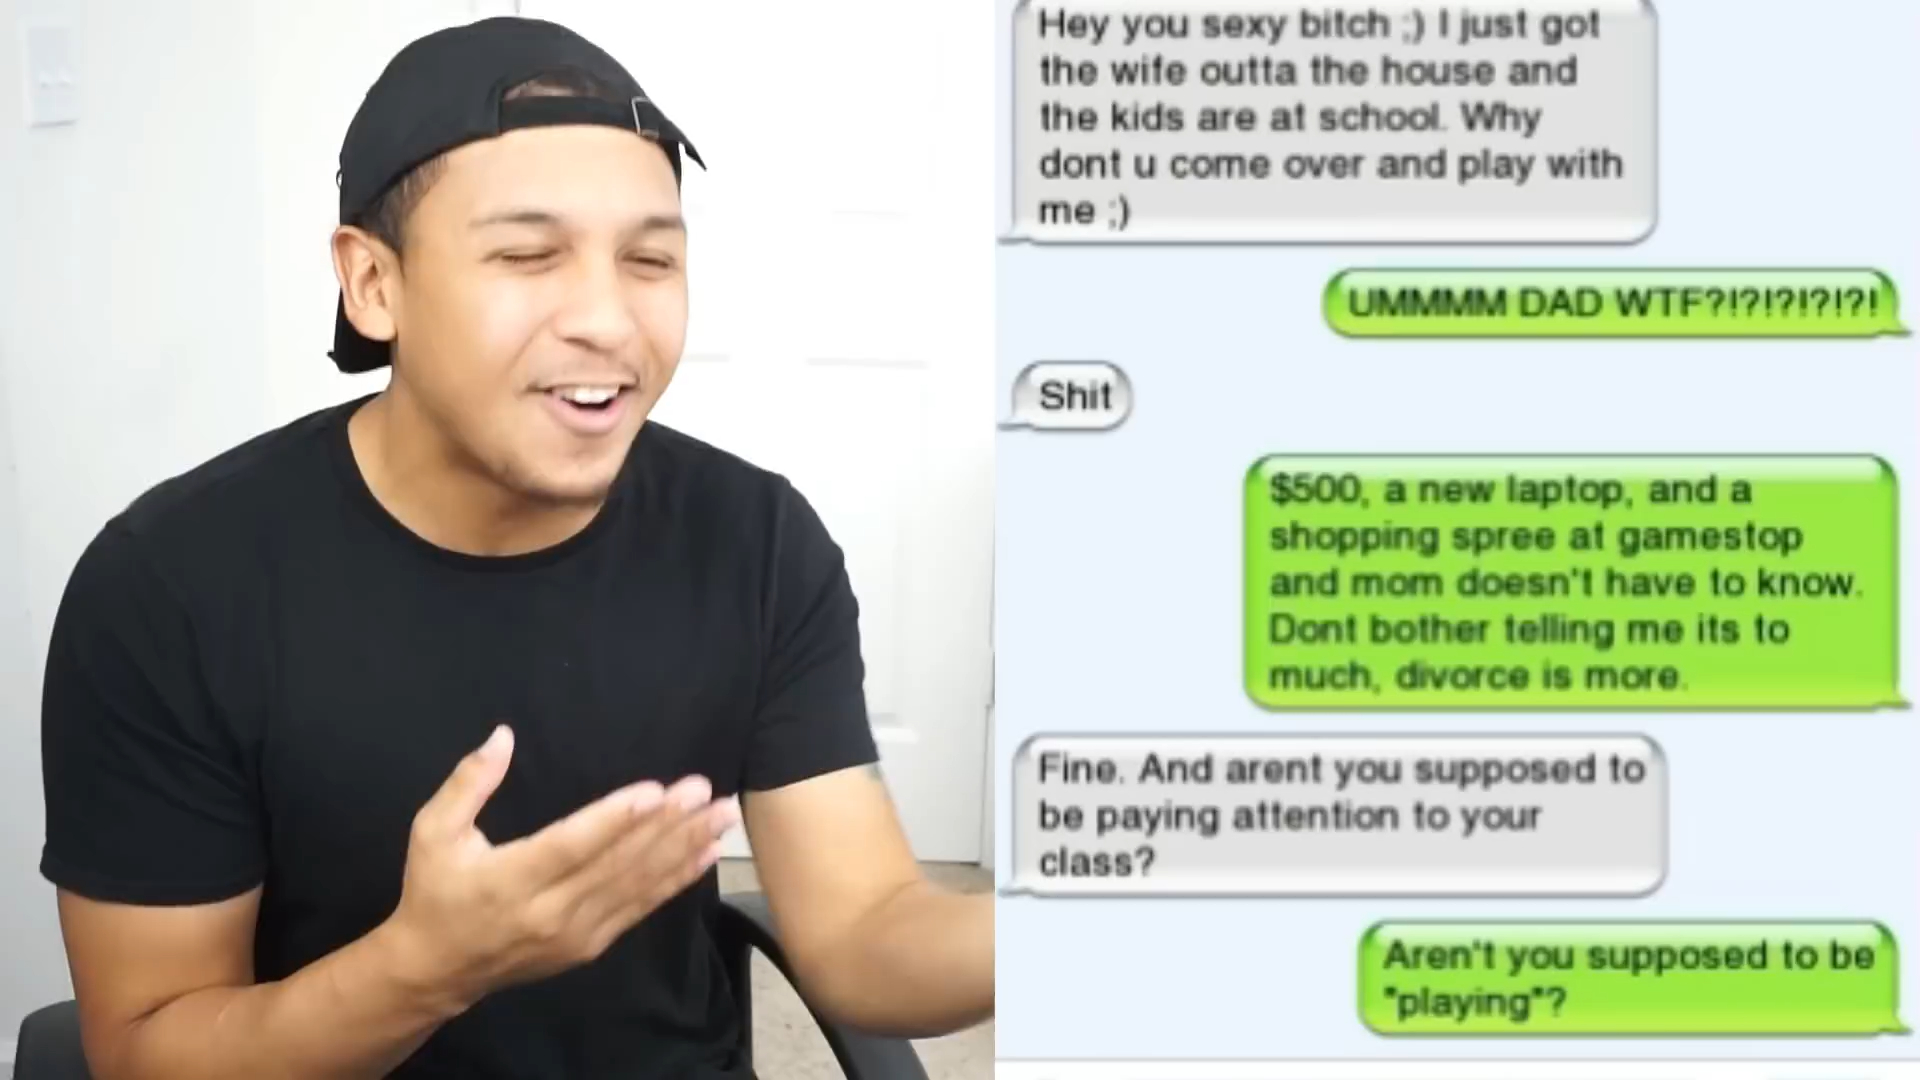 Hey you sexy bitch ;) I just got
the wife outta the house and
the kids are at school. Why
dont u come over and play with
me ;)
UMMMM DAD WTF?!?!?!?!?!
Shit
$500, a new laptop, and a
shopping spree at gamestop
and mom doesn't have to know.
Dont bother telling me its to
much, divorce is more.
Fine. And arent you supposed to
be paying attention to your
class?
Aren't you supposed to be
"playing"?